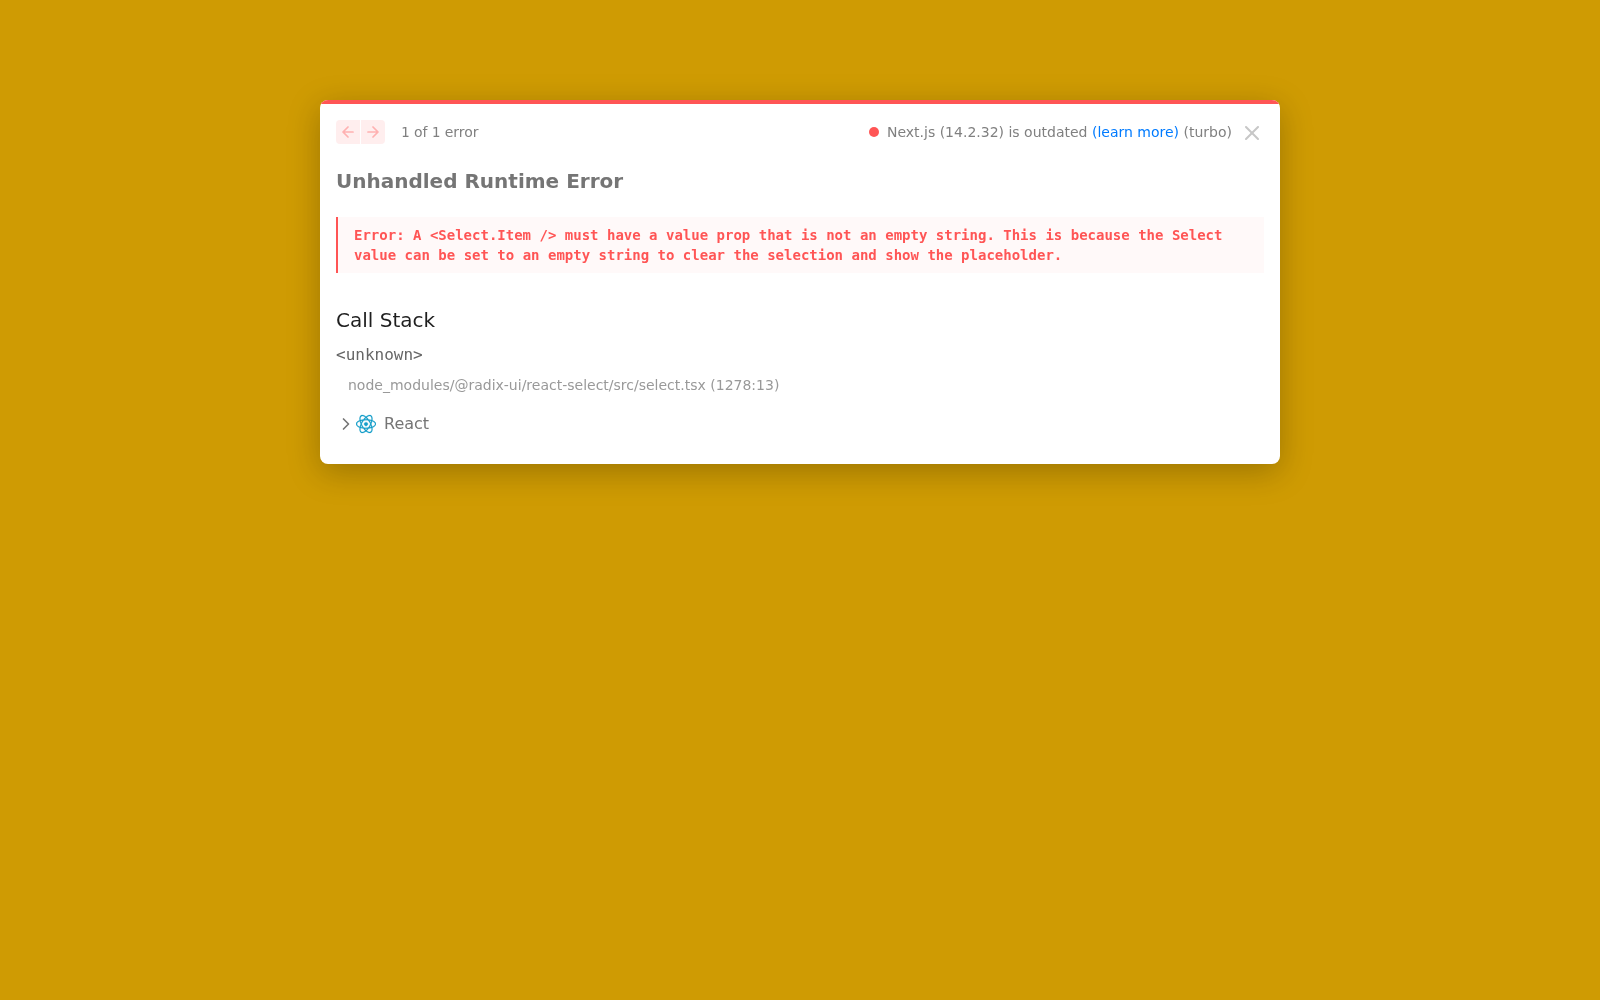 1 of 1 error
Next.js (14.2.32) is outdated (learn more) (turbo)
Unhandled Runtime Error
Error: A <Select.Item /> must have a value prop that is not an empty string. This is because the Select
value can be set to an empty string to clear the selection and show the placeholder.
Call Stack
<unknown>
node_modules/@radix-ui/react-select/src/select.tsx (1278:13)
React